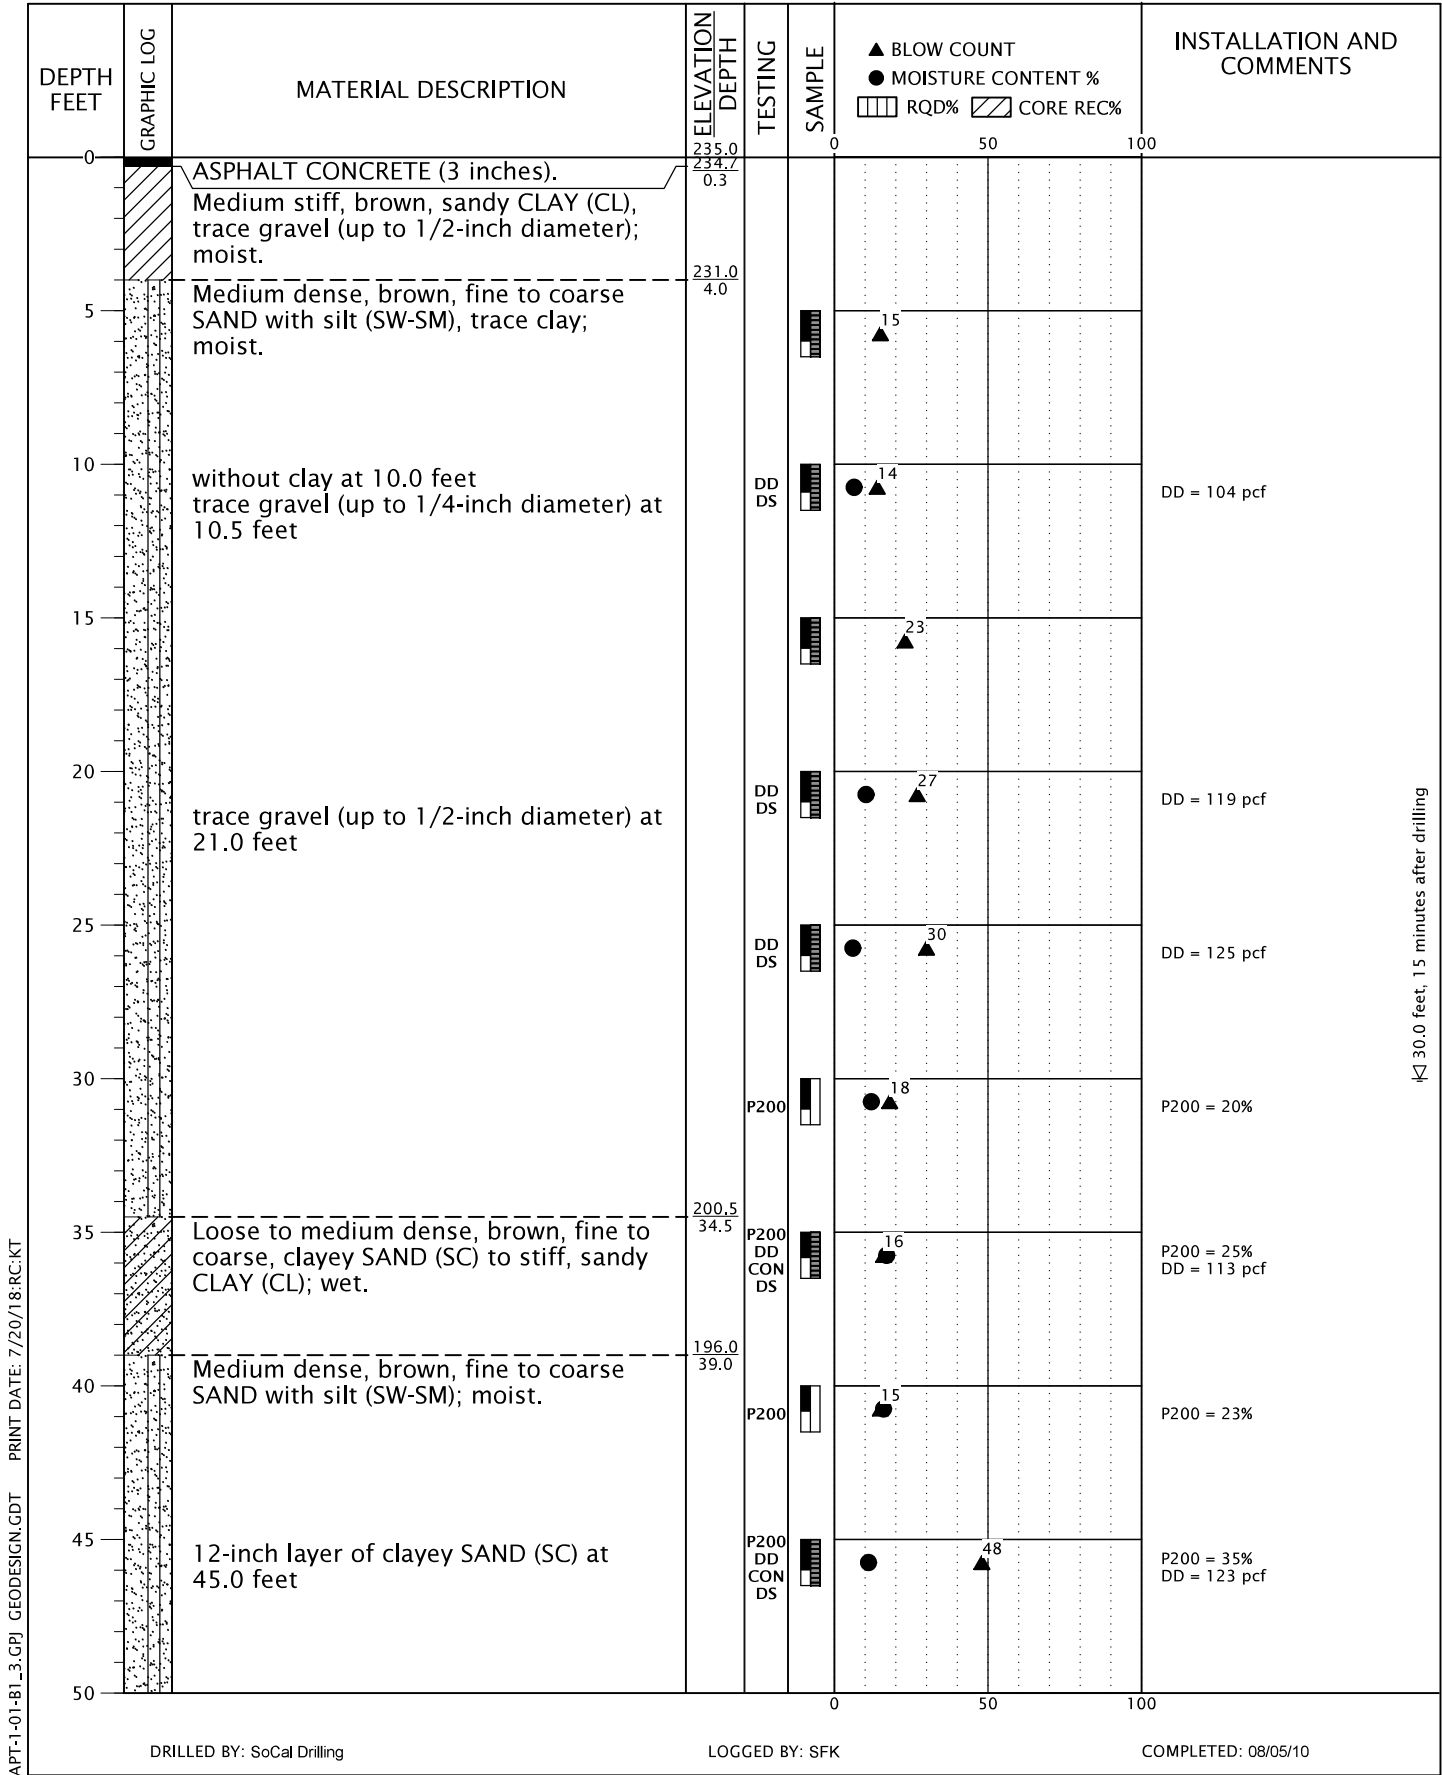 DEPTH
FEET
GRAPHIC LOG
MATERIAL DESCRIPTION
ELEVATION
DEPTH
TESTING
SAMPLE
▲ BLOW COUNT
● MOISTURE CONTENT %
RQD% CORE REC%
INSTALLATION AND
COMMENTS
0 50 100
0
235.0
ASPHALT CONCRETE (3 inches).
234.7
0.3
Medium stiff, brown, sandy CLAY (CL),
trace gravel (up to 1/2-inch diameter);
moist.
231.0
4.0
Medium dense, brown, fine to coarse
SAND with silt (SW-SM), trace clay;
moist.
5
15
10
without clay at 10.0 feet
trace gravel (up to 1/4-inch diameter) at
10.5 feet
DD
DS
14
DD = 104 pcf
15
23
20
trace gravel (up to 1/2-inch diameter) at
21.0 feet
DD
DS
27
DD = 119 pcf
25
DD
DS
30
DD = 125 pcf
30.0 feet, 15 minutes after drilling
30
P200
18
P200 = 20%
200.5
34.5
35
Loose to medium dense, brown, fine to
coarse, clayey SAND (SC) to stiff, sandy
CLAY (CL); wet.
P200
DD
CON
DS
16
P200 = 25%
DD = 113 pcf
196.0
39.0
Medium dense, brown, fine to coarse
SAND with silt (SW-SM); moist.
40
P200
15
P200 = 23%
45
12-inch layer of clayey SAND (SC) at
45.0 feet
P200
DD
CON
DS
48
P200 = 35%
DD = 123 pcf
50
0 50 100
DRILLED BY: SoCal Drilling
LOGGED BY: SFK
COMPLETED: 08/05/10
APT-1-01-B1_3.GPJ GEODESIGN.GDT PRINT DATE: 7/20/18:RC:KT